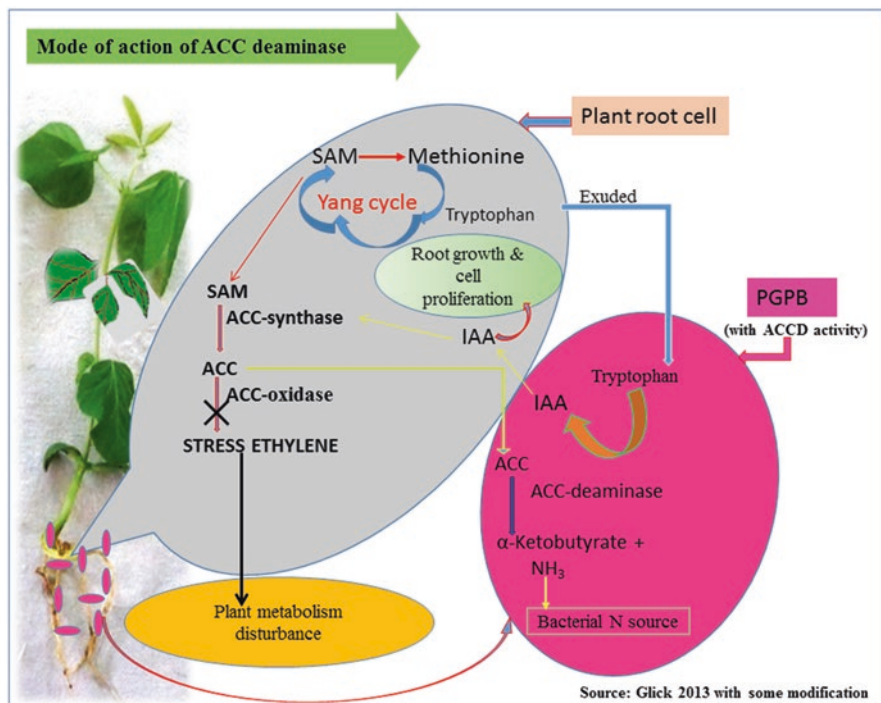 Mode of action of ACC deaminase
Plant root cell
SAM
Methionine
Yang cycle
Tryptophan
Exuded
Root growth &
cell
proliferation
SAM
ACC-synthase
IAA
PGPB
(with ACCD activity)
ACC
ACC-oxidase
STRESS ETHYLENE
Tryptophan
IAA
ACC
ACC-deaminase
α-Ketobutyrate +
NH₃
Bacterial N source
Plant metabolism
disturbance
Source: Glick 2013 with some modification